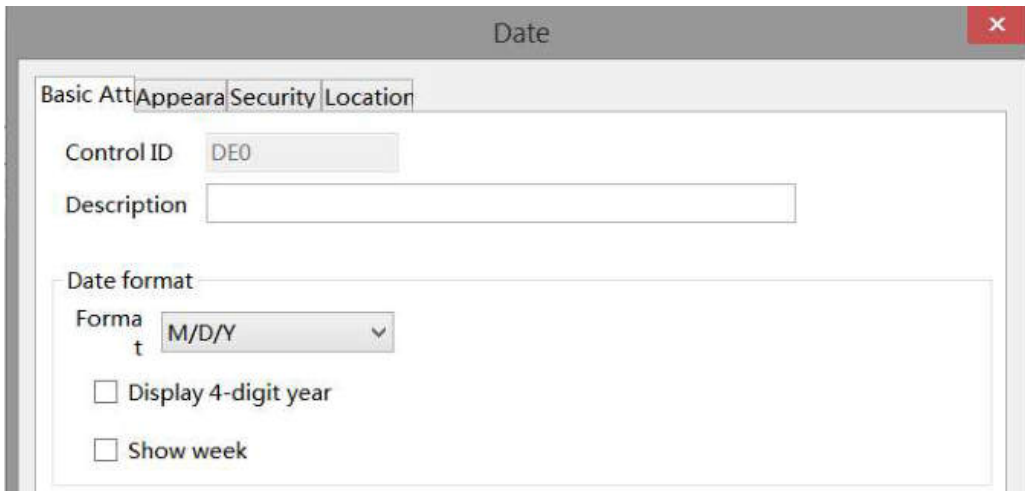 Date
Basic Att Appeara Security Location
Control ID DE0
Description
Date format
Forma
t M/D/Y
Display 4-digit year
Show week